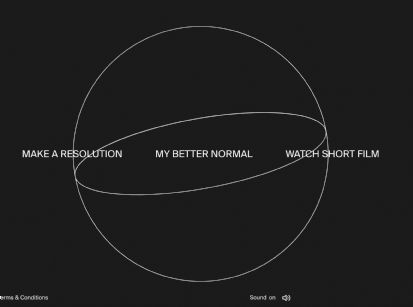 MAKE A RESOLUTION MY BETTER NORMAL WATCH SHORT FILM
erms & Conditions Sound on